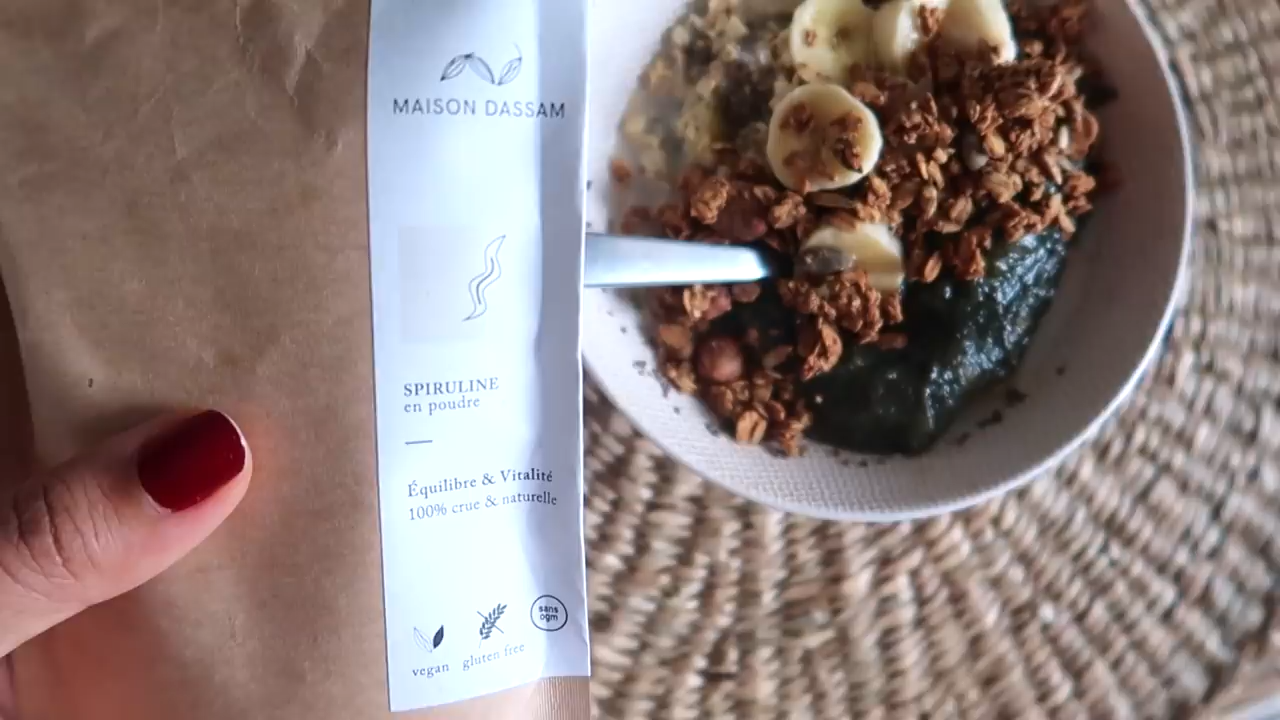 MAISON DASSAM
SPIRULINE
en poudre
Équilibre & Vitalité
100% crue & naturelle
sans
ogm
vegan
gluten free